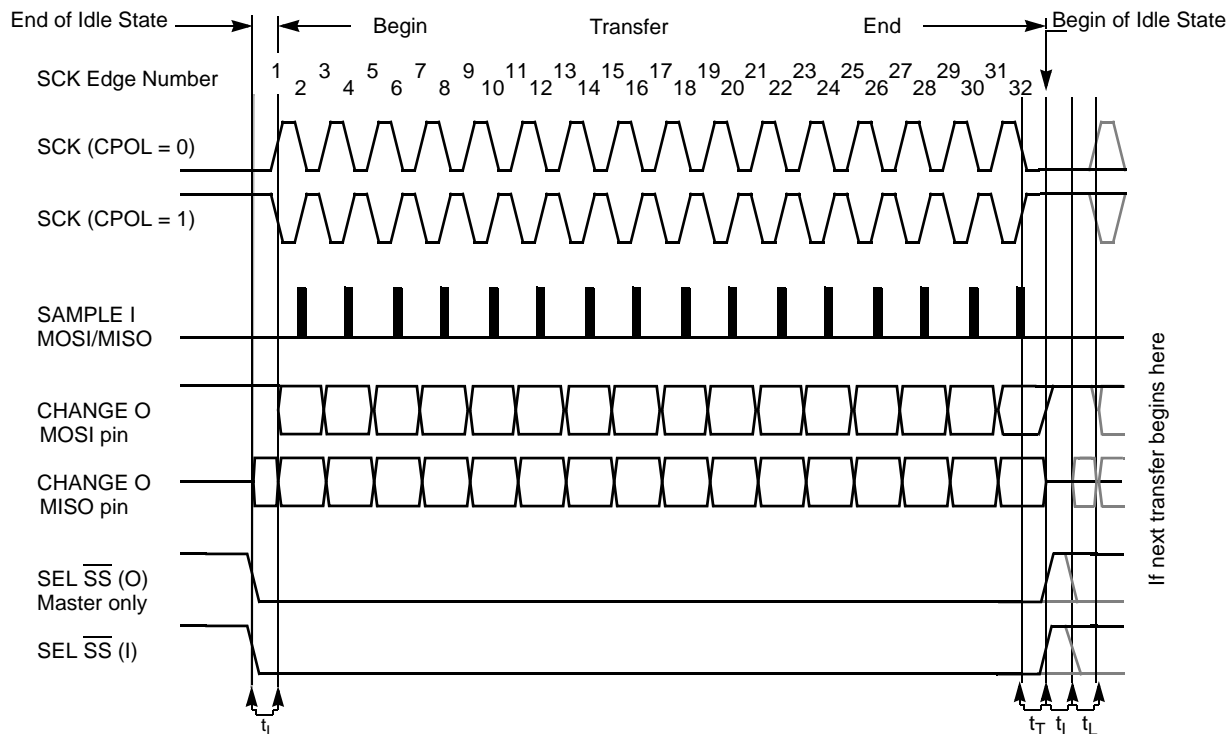 End of Idle State Begin Transfer End Begin of Idle State
SCK Edge Number
1 3 5 7 9 11 13 15 17 19 21 23 25 27 29 31
2 4 6 8 10 12 14 16 18 20 22 24 26 28 30 32
SCK (CPOL = 0)
SCK (CPOL = 1)
SAMPLE I
MOSI/MISO
CHANGE O
MOSI pin
CHANGE O
MISO pin
SEL SS (O)
Master only
SEL SS (I)
If next transfer begins here
tL tT tI tL